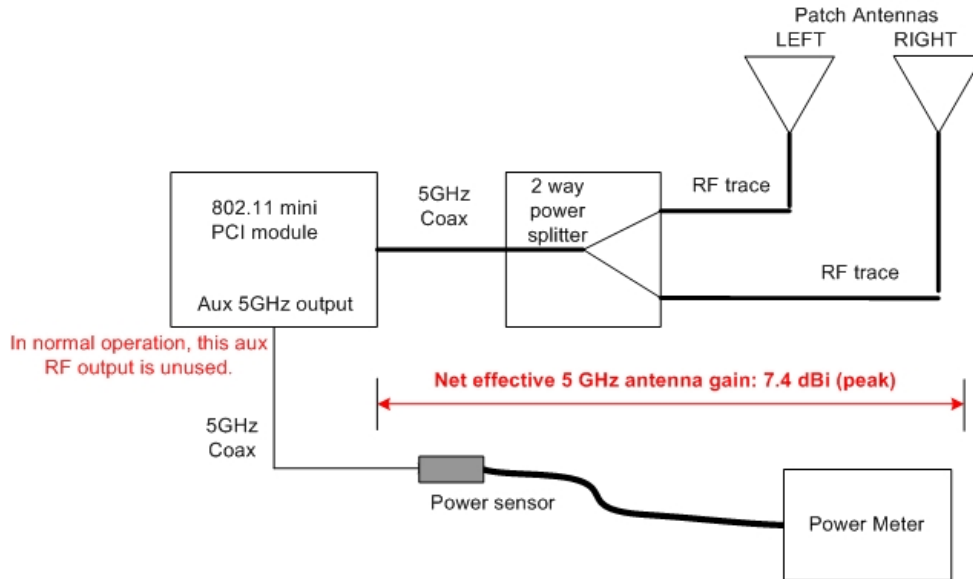 Patch Antennas
LEFT
RIGHT
802.11 mini
PCI module
Aux 5GHz output
5GHz
Coax
2 way
power
splitter
RF trace
RF trace
In normal operation, this aux
RF output is unused.
Net effective 5 GHz antenna gain: 7.4 dBi (peak)
5GHz
Coax
Power sensor
Power Meter